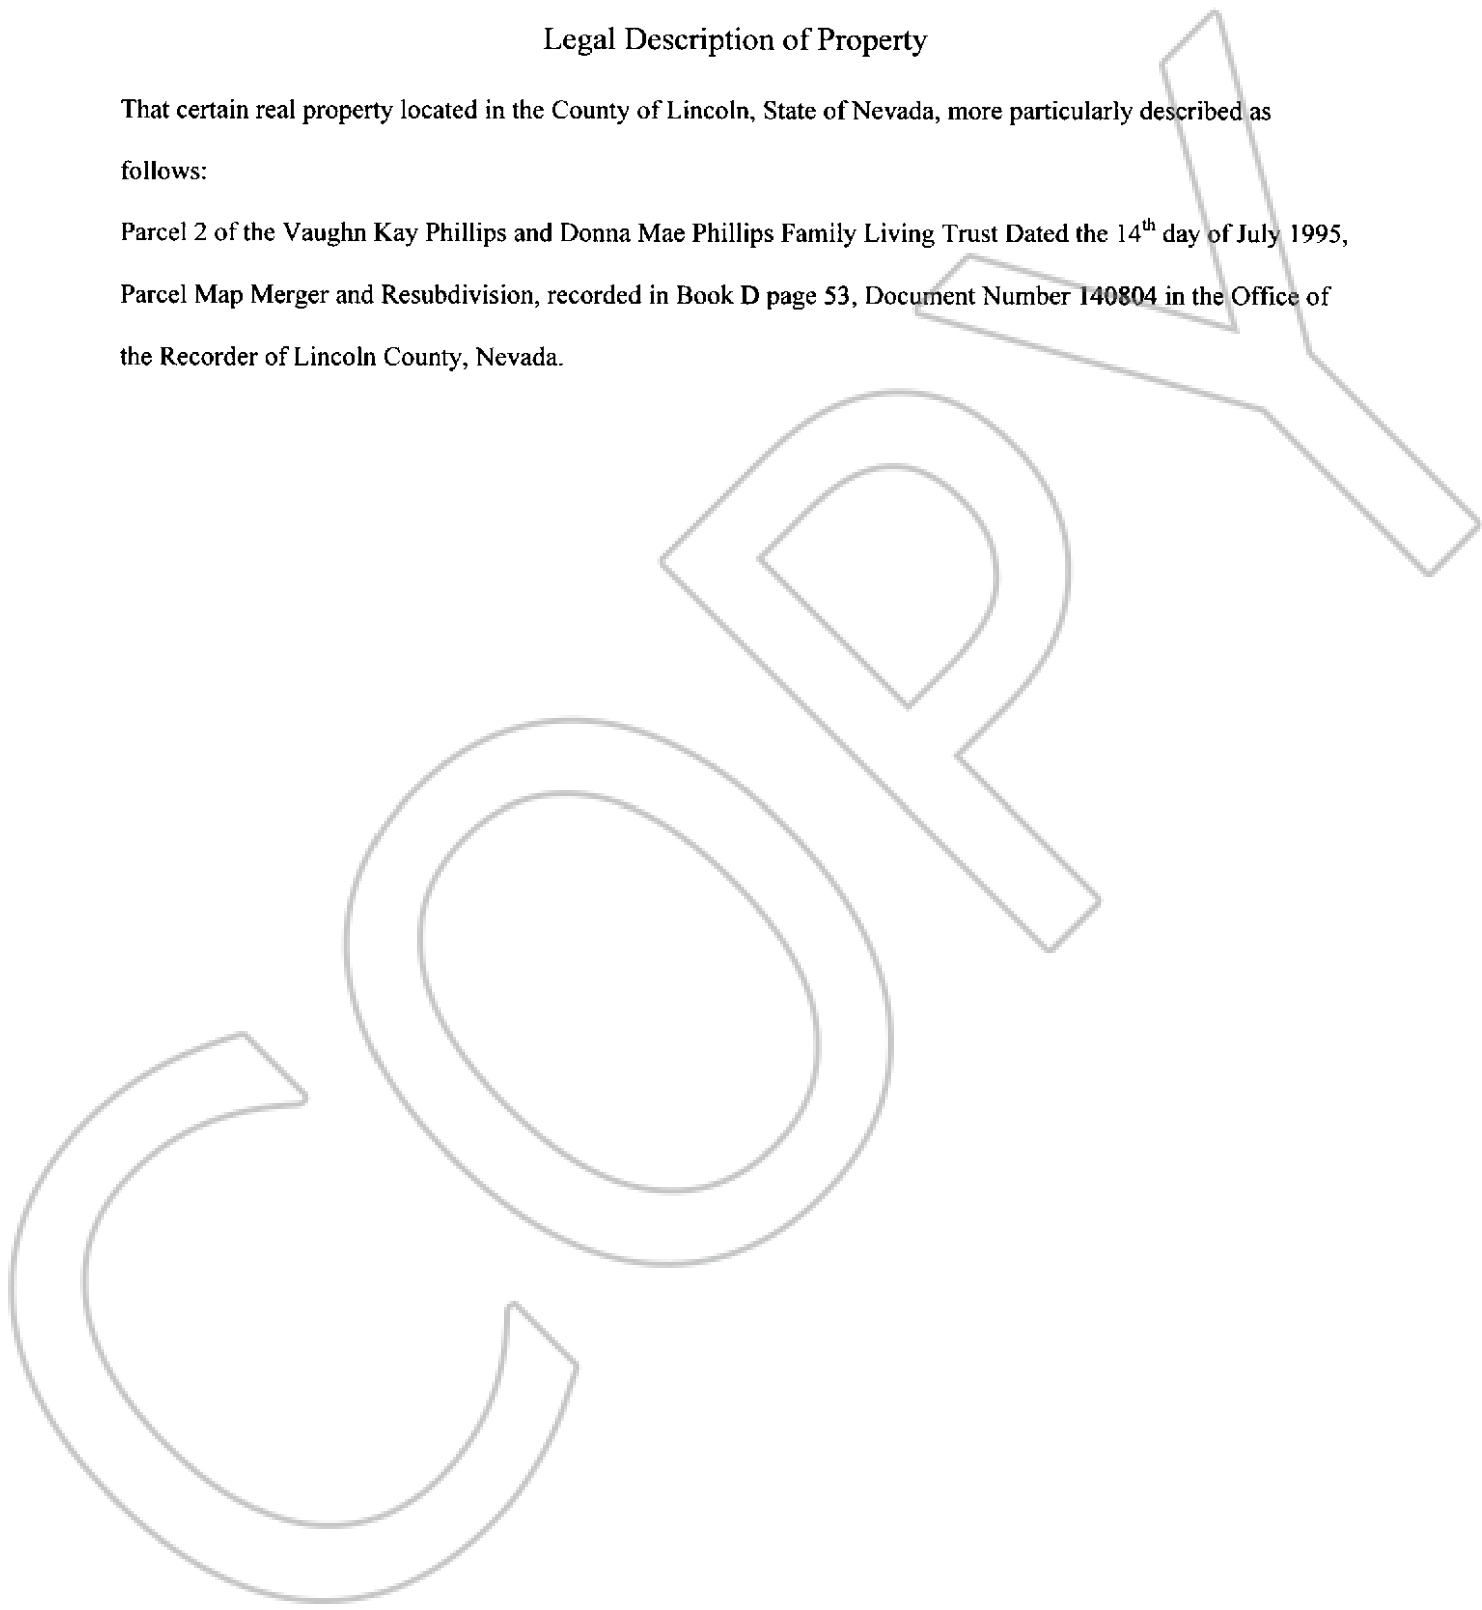 Legal Description of Property
That certain real property located in the County of Lincoln, State of Nevada, more particularly described as
follows:
Parcel 2 of the Vaughn Kay Phillips and Donna Mae Phillips Family Living Trust Dated the 14th day of July 1995,
Parcel Map Merger and Resubdivision, recorded in Book D page 53, Document Number 140804 in the Office of
the Recorder of Lincoln County, Nevada.
COPY